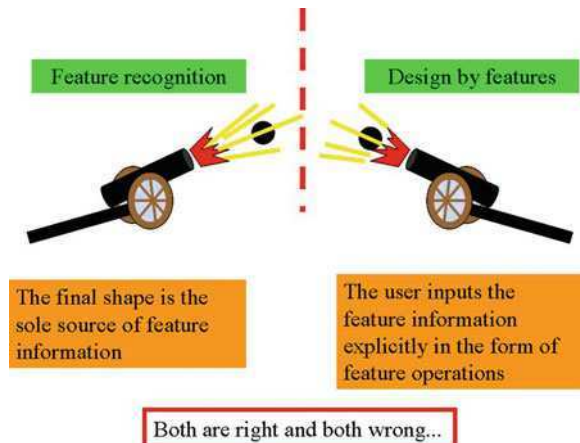 Feature recognition
Design by features
The final shape is the
sole source of feature
information
The user inputs the
feature information
explicitly in the form of
feature operations
Both are right and both wrong...